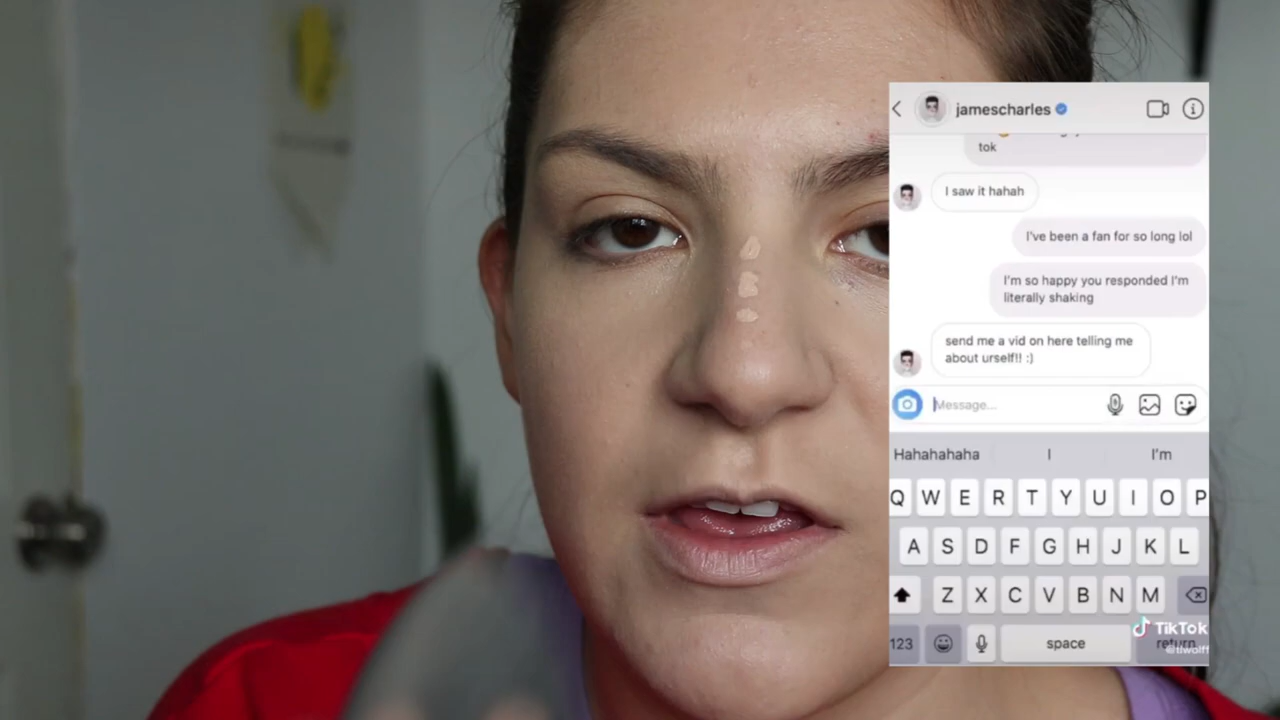 jamescharles
tok
I saw it hahah
I've been a fan for so long lol
I'm so happy you responded I'm
literally shaking
send me a vid on here telling me
about urself!! :)
Message...
Hahahahaha I I'm
Q W E R T Y U I O P
A S D F G H J K L
Z X C V B N M
123 space return
TikTok